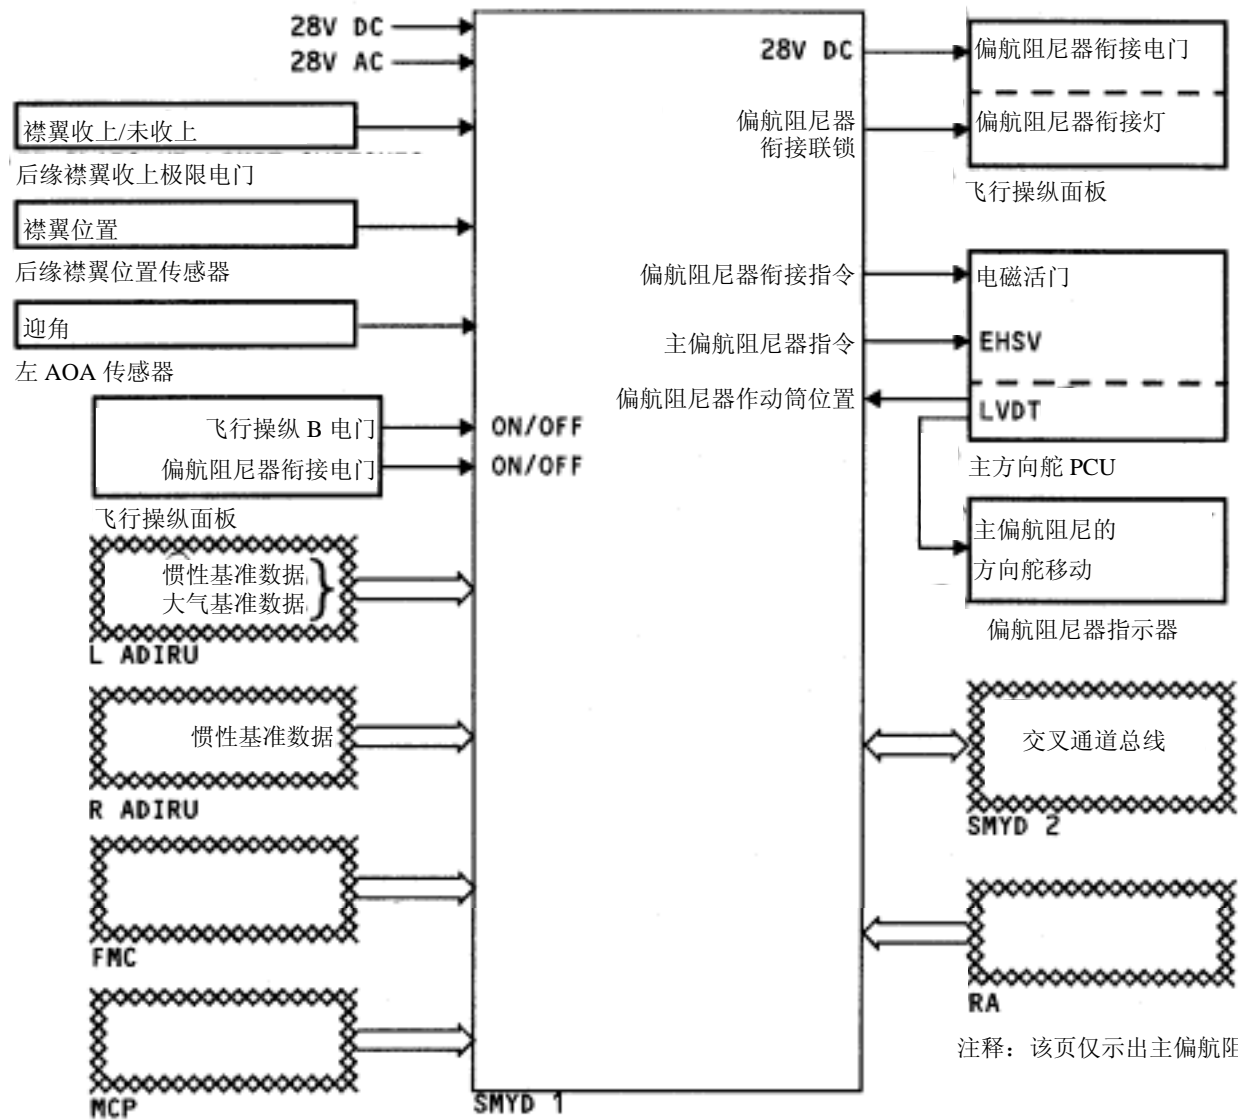 28V DC
28V AC
襟翼收上/未收上
后缘襟翼收上极限电门
襟翼位置
后缘襟翼位置传感器
迎角
左 AOA 传感器
飞行操纵 B 电门
ON/OFF
偏航阻尼器衔接电门
ON/OFF
飞行操纵面板
惯性基准数据
大气基准数据
L ADIRU
惯性基准数据
R ADIRU
FMC
MCP
SMYD 1
28V DC
偏航阻尼器衔接电门
偏航阻尼器
衔接联锁
偏航阻尼器衔接灯
飞行操纵面板
偏航阻尼器衔接指令
电磁活门
主偏航阻尼器指令
EHSV
偏航阻尼器作动筒位置
LVDT
主方向舵 PCU
主偏航阻尼的
方向舵移动
偏航阻尼器指示器
交叉通道总线
SMYD 2
RA
注释：该页仅示出主偏航阻